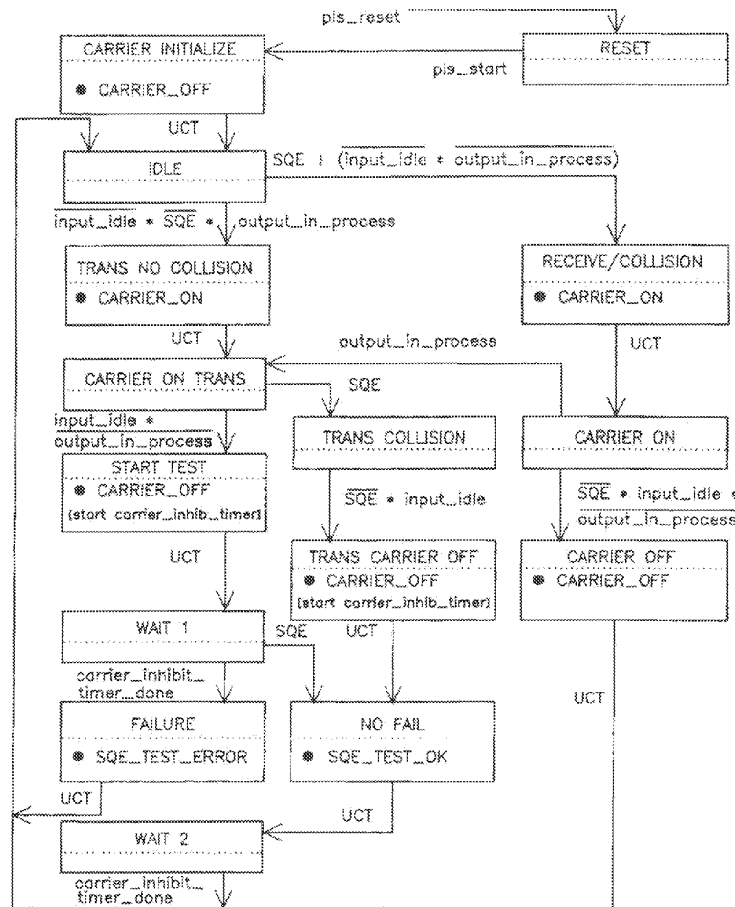 pls_reset
CARRIER INITIALIZE
RESET
pls_start
● CARRIER_OFF
UCT
IDLE
SQE + (input_idle * output_in_process)
input_idle * SQE * output_in_process
TRANS NO COLLISION
RECEIVE/COLLISION
● CARRIER_ON
● CARRIER_ON
UCT
output_in_process
UCT
CARRIER ON TRANS
SQE
input_idle *
output_in_process
TRANS COLLISION
CARRIER ON
START TEST
● CARRIER_OFF
[start carrier_inhib_timer]
SQE * input_idle
SQE * input_idle *
output_in_process
UCT
TRANS CARRIER OFF
CARRIER OFF
● CARRIER_OFF
● CARRIER_OFF
[start carrier_inhib_timer]
WAIT 1
SQE
UCT
carrier_inhibit_
timer_done
UCT
FAILURE
NO FAIL
● SQE_TEST_ERROR
● SQE_TEST_OK
UCT
UCT
WAIT 2
carrier_inhibit_
timer_done